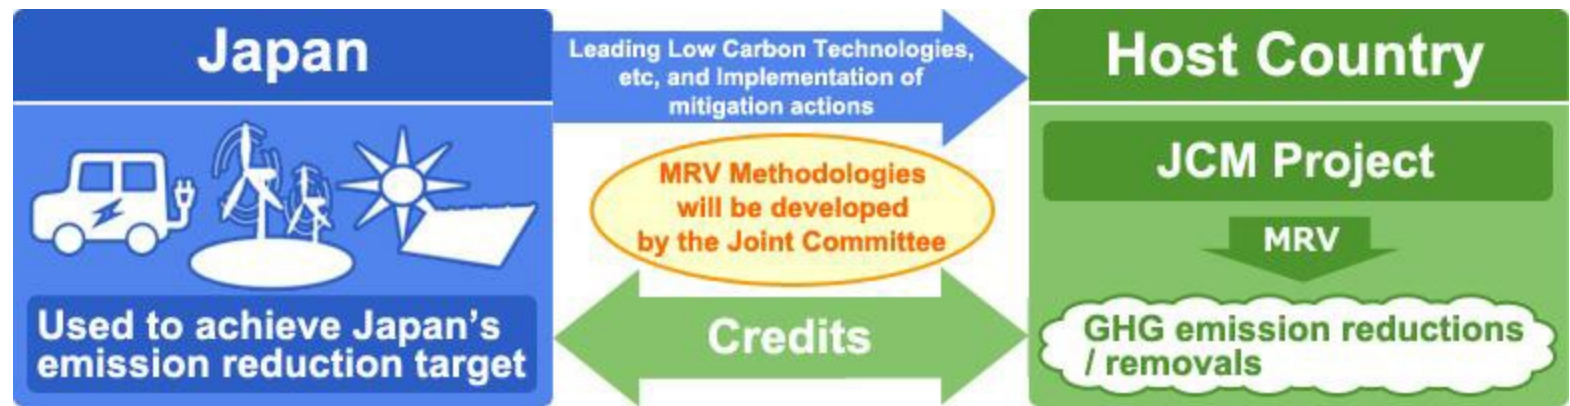 Japan
Leading Low Carbon Technologies,
etc, and Implementation of
mitigation actions
Host Country
JCM Project
MRV Methodologies
will be developed
by the Joint Committee
MRV
Used to achieve Japan's
emission reduction target
Credits
GHG emission reductions
/ removals